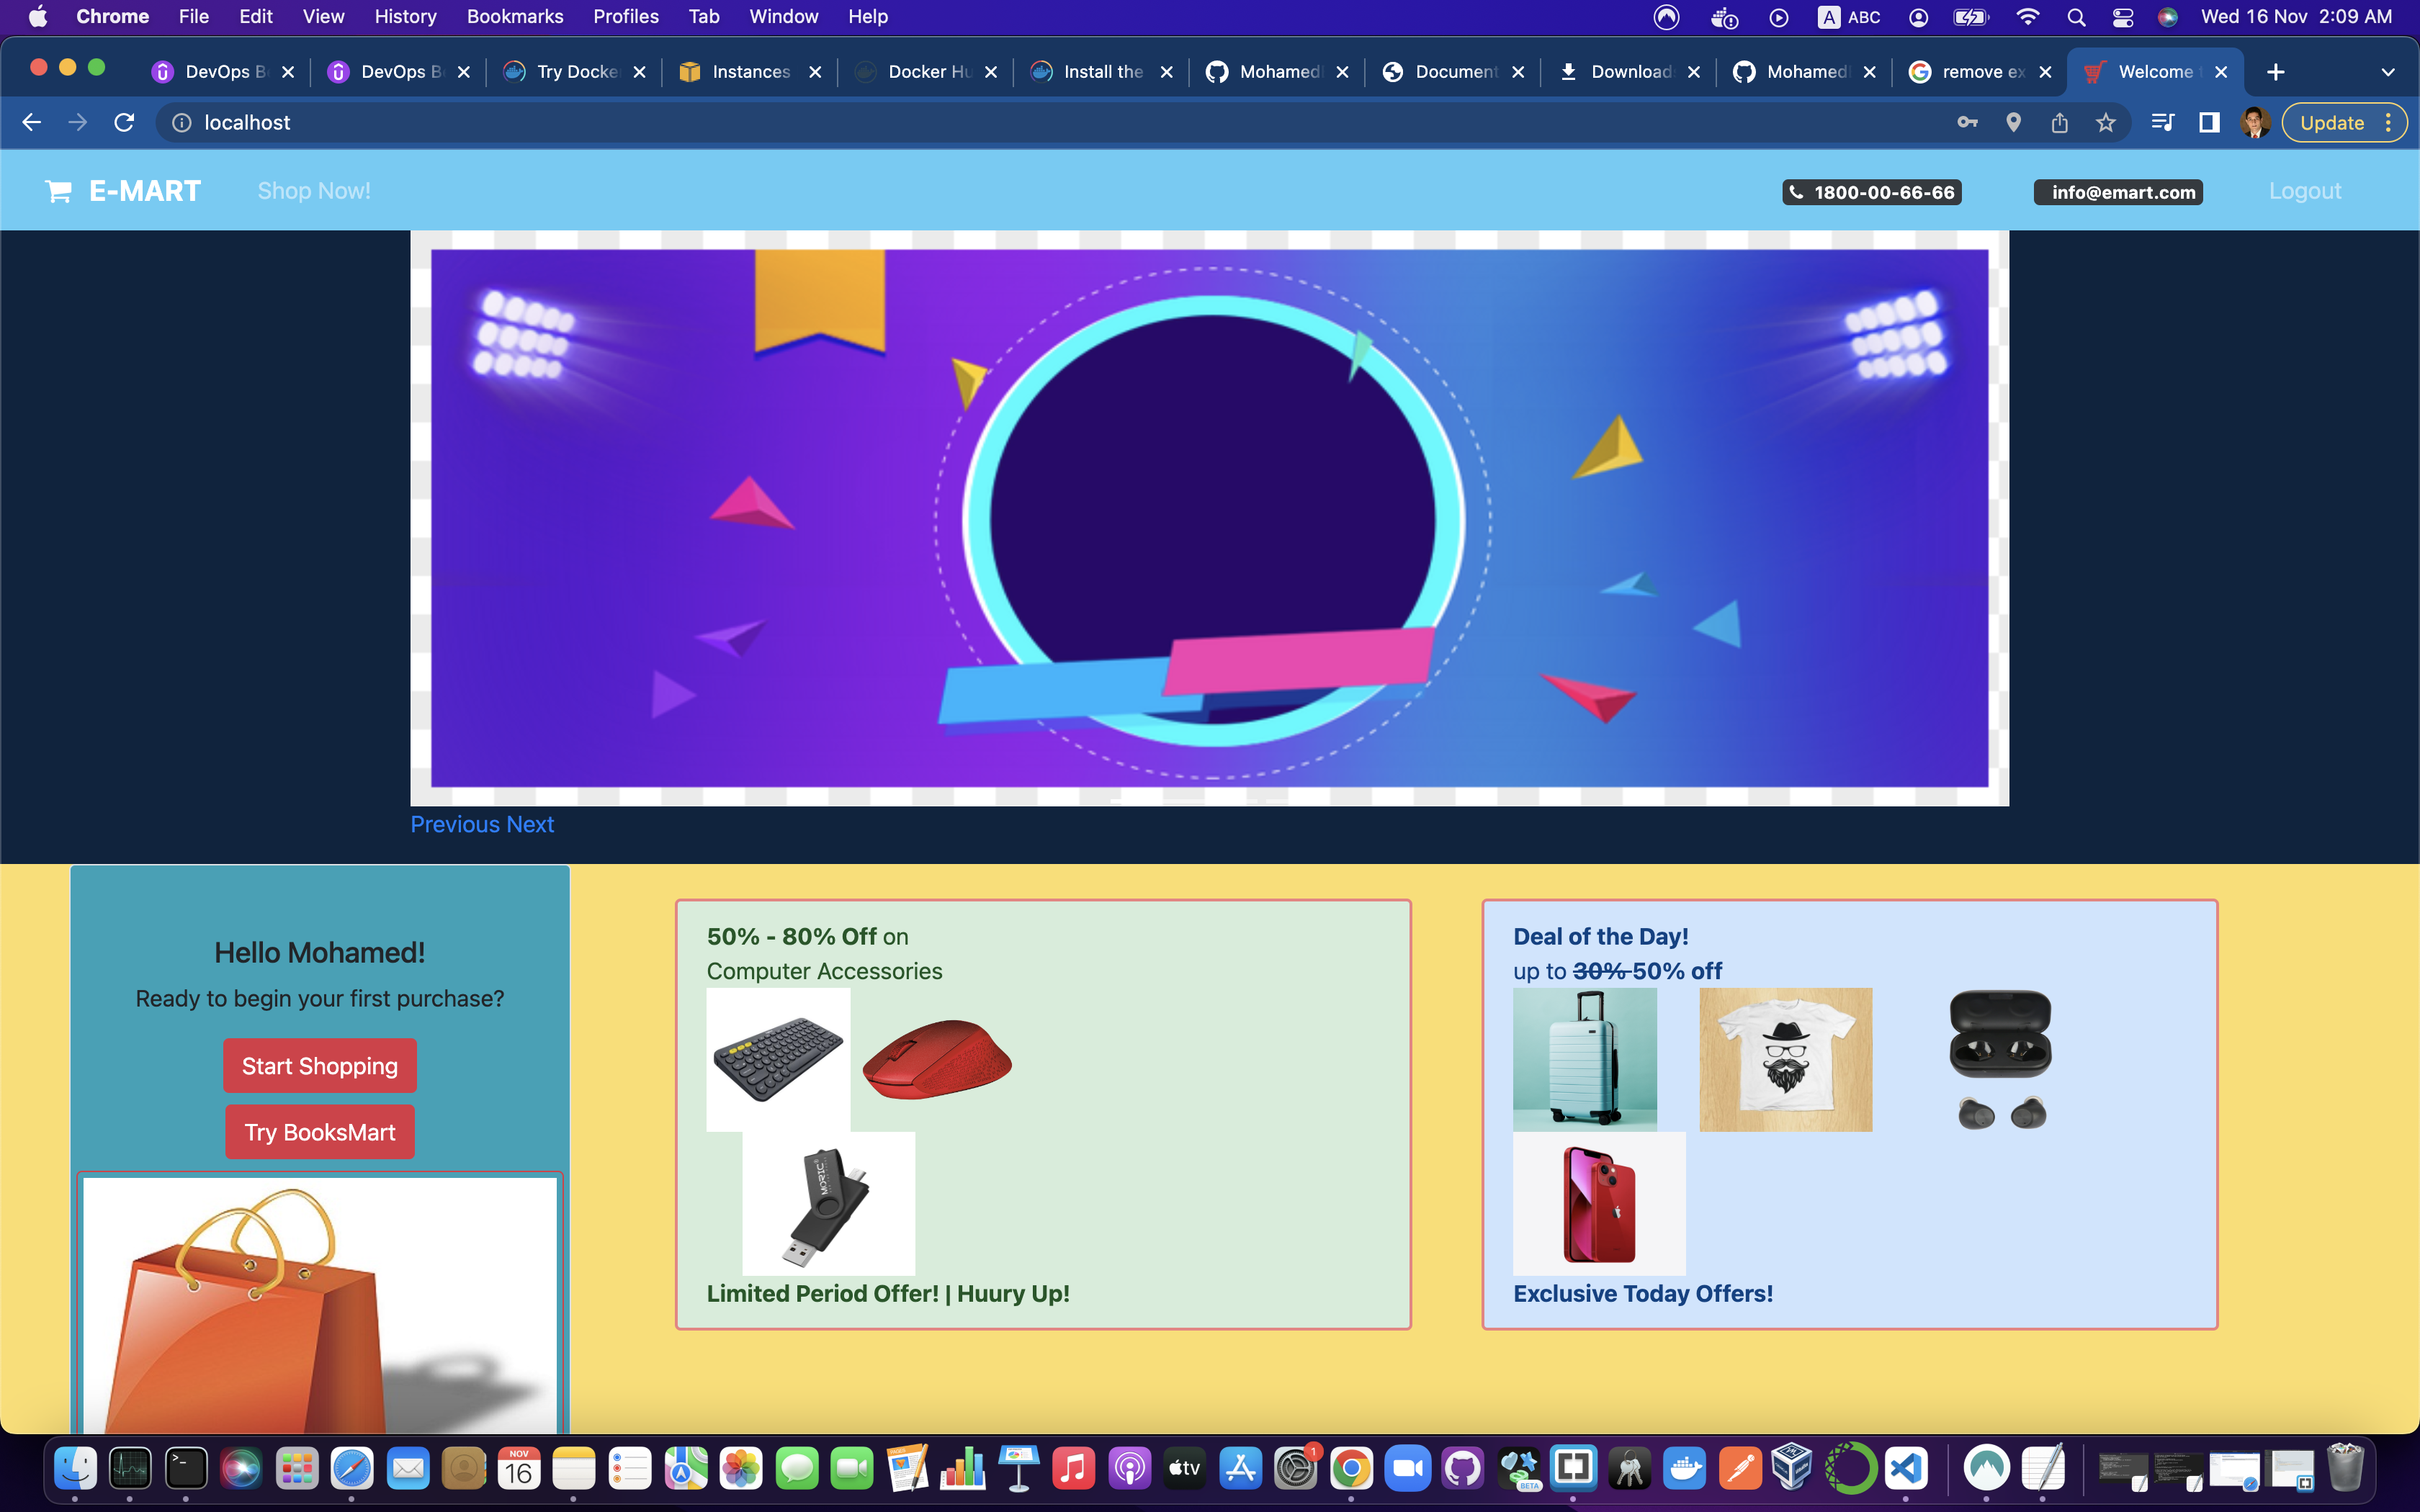 Chrome File Edit View History Bookmarks Profiles Tab Window Help A ABC Wed 16 Nov 2:09 AM
DevOps B DevOps B Try Docke Instances Docker Hu Install the Mohamed Document Download Mohamed remove ex Welcome
localhost Update
E-MART Shop Now! 1800-00-66-66 info@emart.com Logout
Previous Next
Hello Mohamed!
Ready to begin your first purchase?
Start Shopping
Try BooksMart
50% - 80% Off on
Computer Accessories
Limited Period Offer! | Huury Up!
Deal of the Day!
up to 30% 50% off
Exclusive Today Offers!
NOV
16
tv
1
BETA